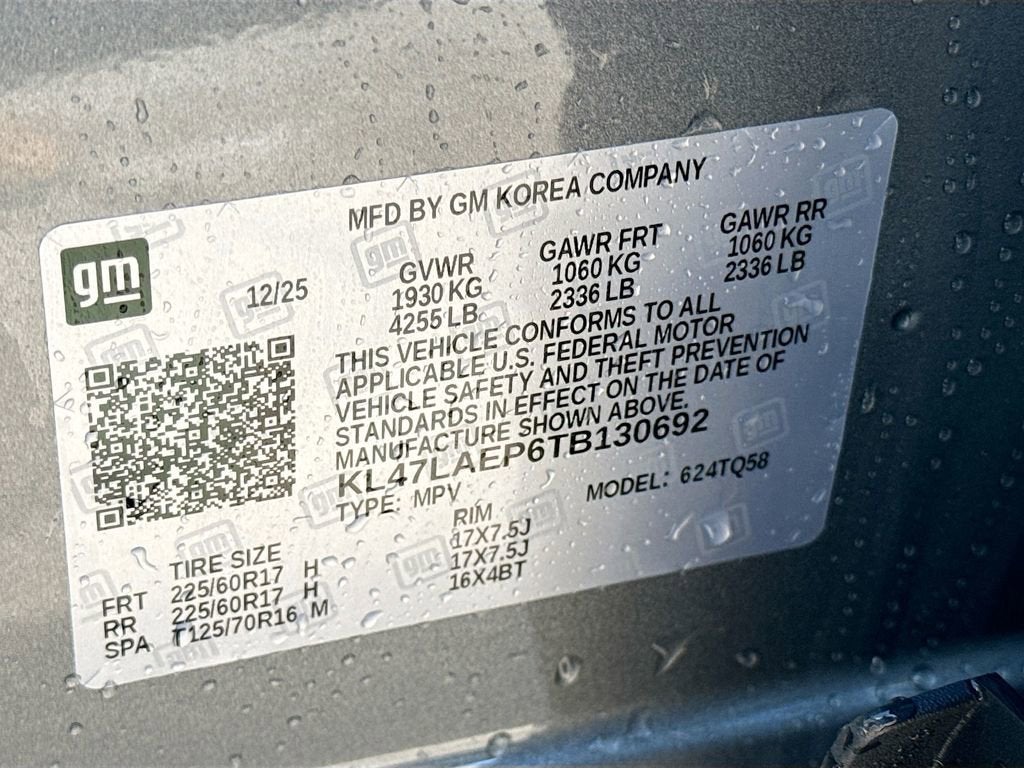 MFD BY GM KOREA COMPANY
gm
12/25
GVWR GAWR FRT GAWR RR
1930 KG 1060 KG 1060 KG
4255 LB 2336 LB 2336 LB
THIS VEHICLE CONFORMS TO ALL
APPLICABLE U.S. FEDERAL MOTOR
VEHICLE SAFETY AND THEFT PREVENTION
STANDARDS IN EFFECT ON THE DATE OF
MANUFACTURE SHOWN ABOVE.
KL47LAEP6TB130692
TYPE: MPV MODEL: 624TQ58
TIRE SIZE RIM
FRT 225/60R17 H 17X7.5J
RR 225/60R17 H 17X7.5J
SPA T125/70R16 M 16X4BT